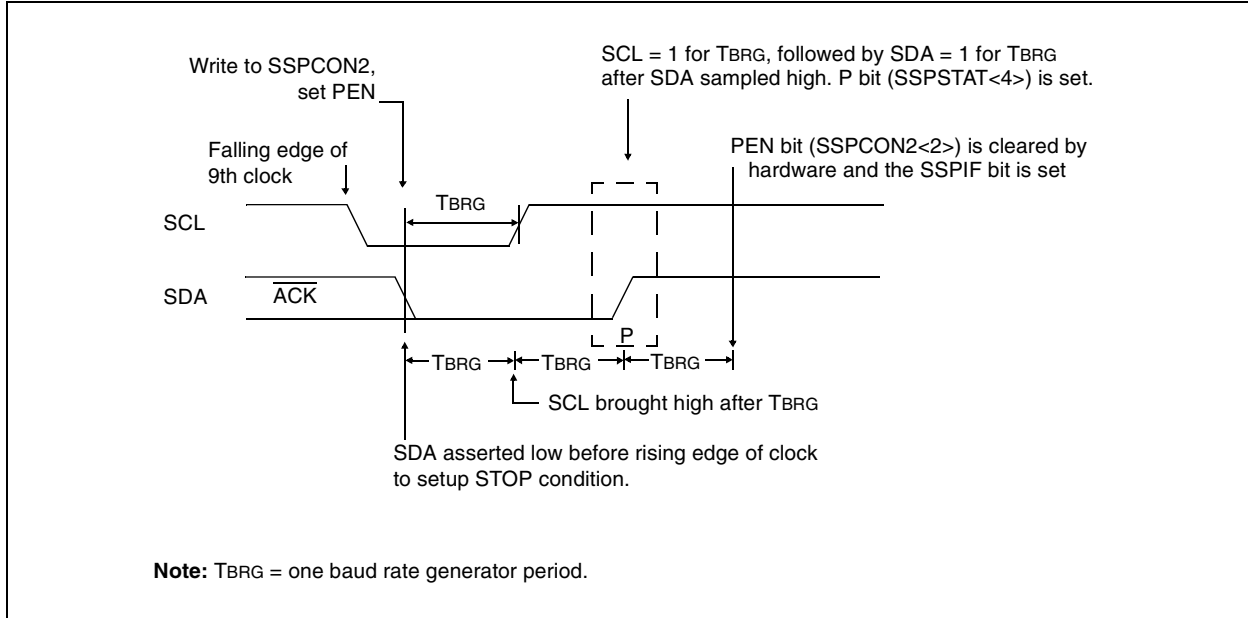 Write to SSPCON2,
set PEN
SCL = 1 for TBRG, followed by SDA = 1 for TBRG
after SDA sampled high. P bit (SSPSTAT<4>) is set.
PEN bit (SSPCON2<2>) is cleared by
hardware and the SSPIF bit is set
Falling edge of
9th clock
TBRG
SCL
SDA
ACK
P
TBRG
TBRG
TBRG
SCL brought high after TBRG
SDA asserted low before rising edge of clock
to setup STOP condition.
Note: TBRG = one baud rate generator period.